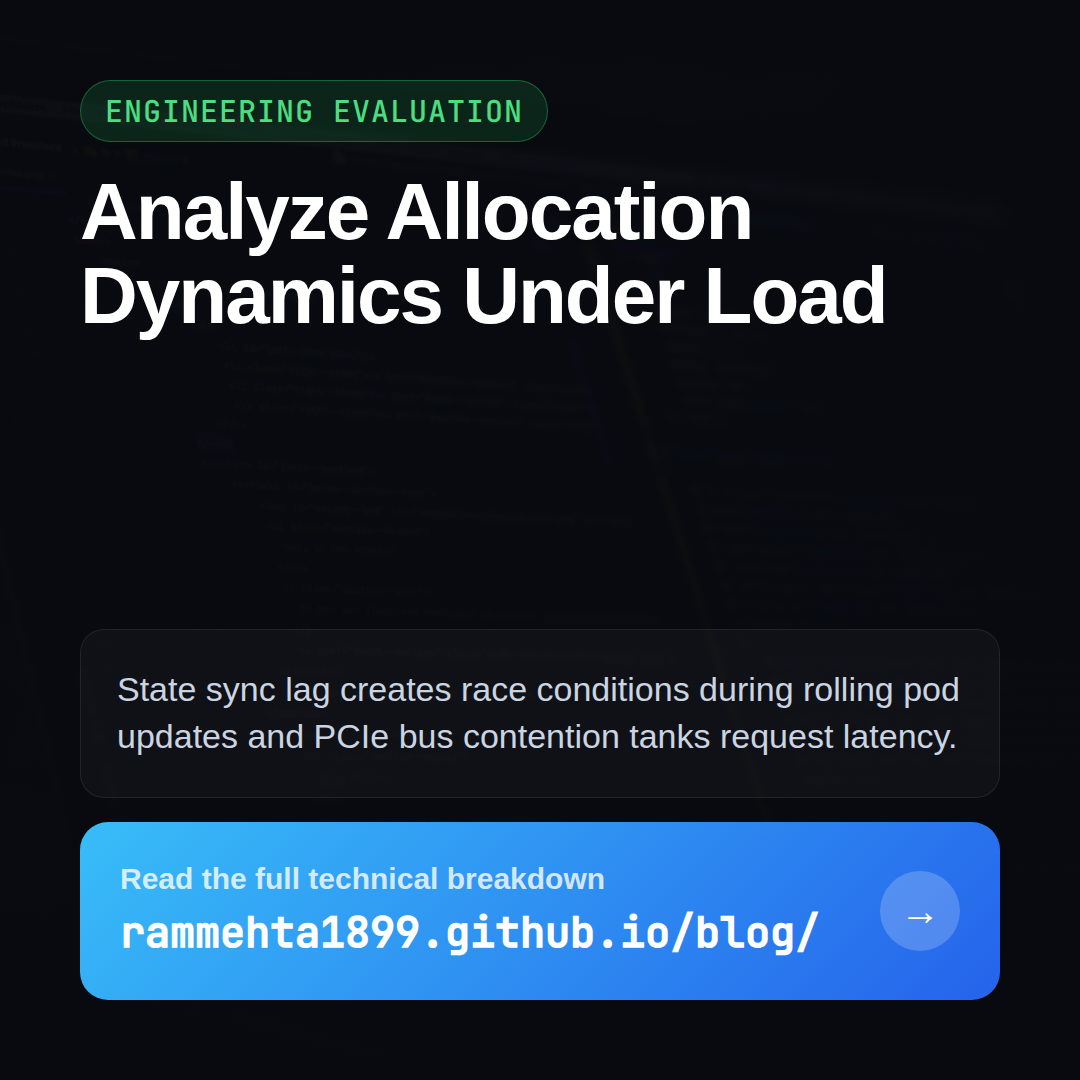 ENGINEERING EVALUATION
Analyze Allocation
Dynamics Under Load
State sync lag creates race conditions during rolling pod
updates and PCIe bus contention tanks request latency.
Read the full technical breakdown
rammehta1899.github.io/blog/
→